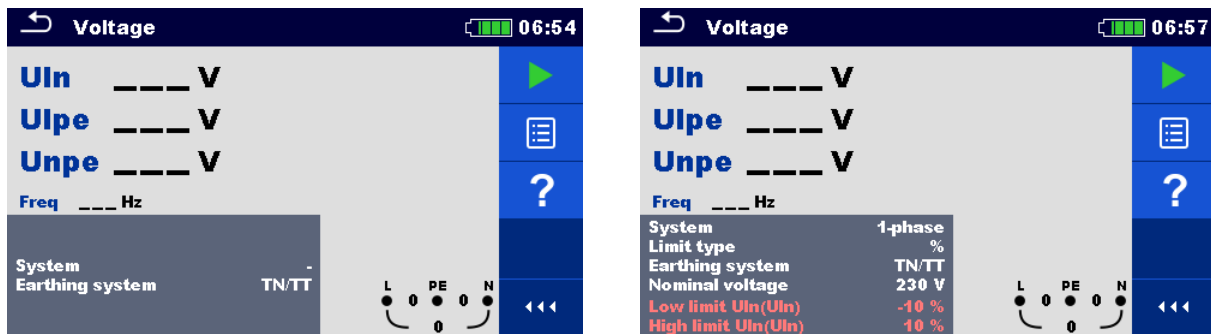 Voltage 06:54
Uln ___ V
Ulpe ___ V
Unpe ___ V
Freq ___ Hz
?
System -
Earthing system TN/TT
L PE N
0 0
0
Voltage 06:57
Uln ___ V
Ulpe ___ V
Unpe ___ V
Freq ___ Hz
?
System 1-phase
Limit type %
Earthing system TN/TT
Nominal voltage 230 V
Low limit Uln(Uln) -10 %
High limit Uln(Uln) 10 %
L PE N
0 0
0